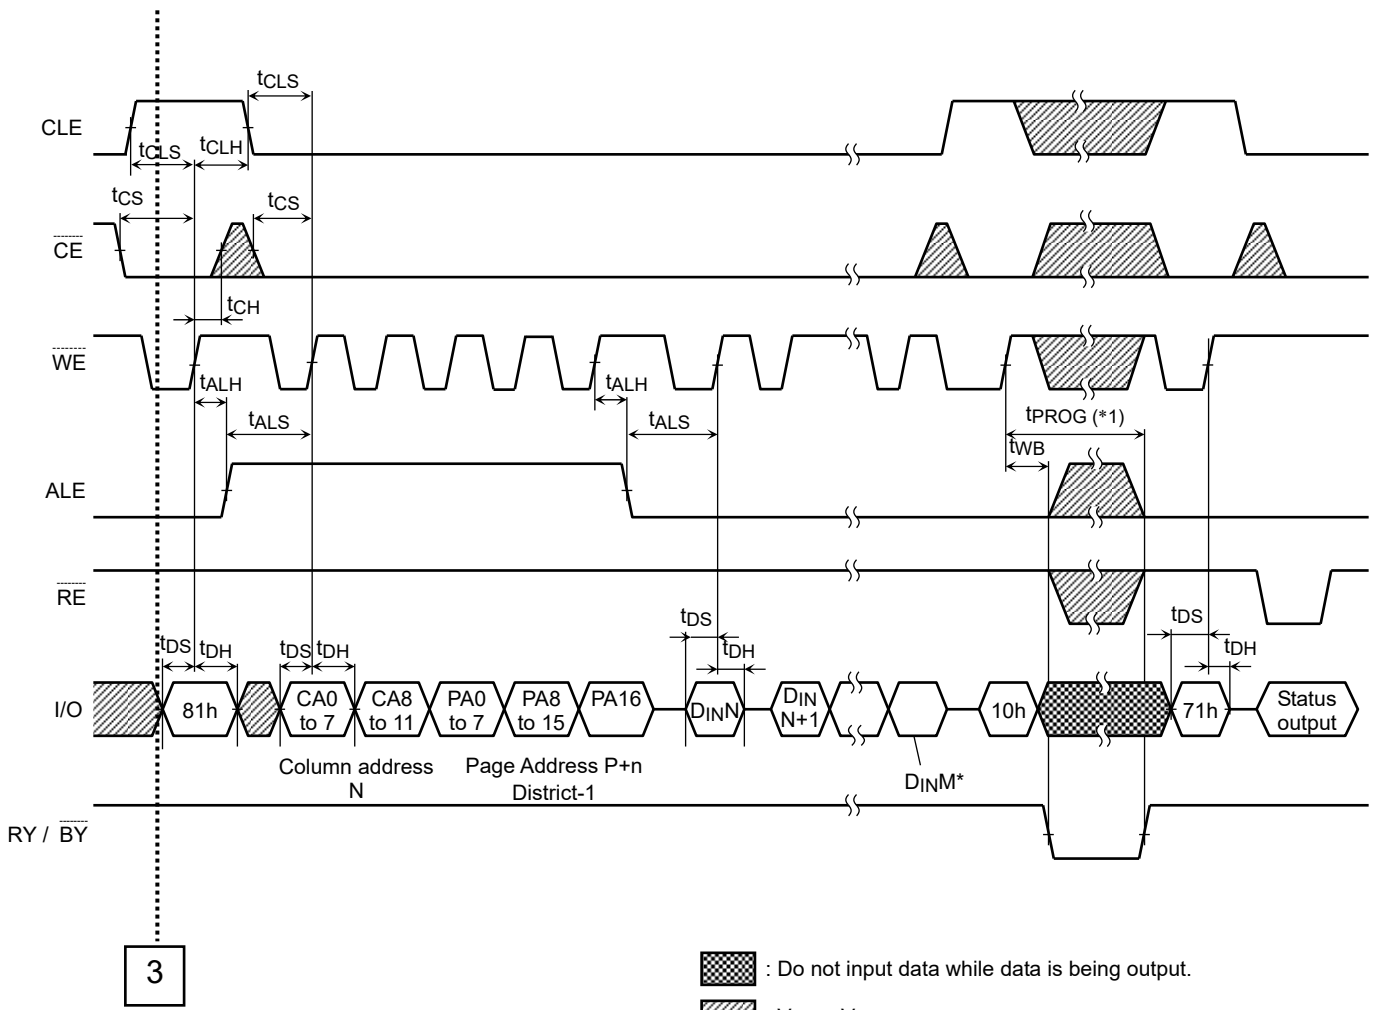 tCLS
CLE
tCLS tCLH
tCS tCS
CE
tCH
WE
tALH tALH
tALS tALS tPROG (*1)
tWB
ALE
RE
tDS tDS
tDS tDH tDS tDH tDH tDH
I/O
81h
CA0 to 7
CA8 to 11
PA0 to 7
PA8 to 15
PA16
DINN
DIN N+1
10h
71h
Status output
Column address
N
Page Address P+n
District-1
DINM*
RY / BY
3
: Do not input data while data is being output.